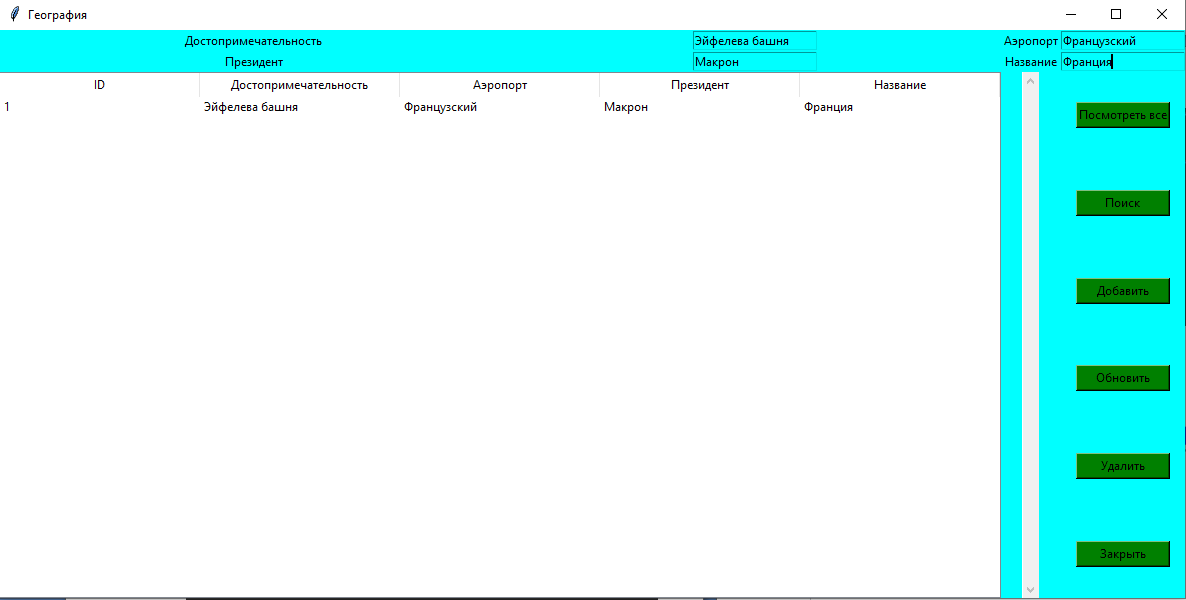 География
Достопримечательность Эйфелева башня Аэропорт Французский
Президент Макрон Название Франция
ID Достопримечательность Аэропорт Президент Название
1 Эйфелева башня Французский Макрон Франция
Посмотреть все
Поиск
Добавить
Обновить
Удалить
Закрыть